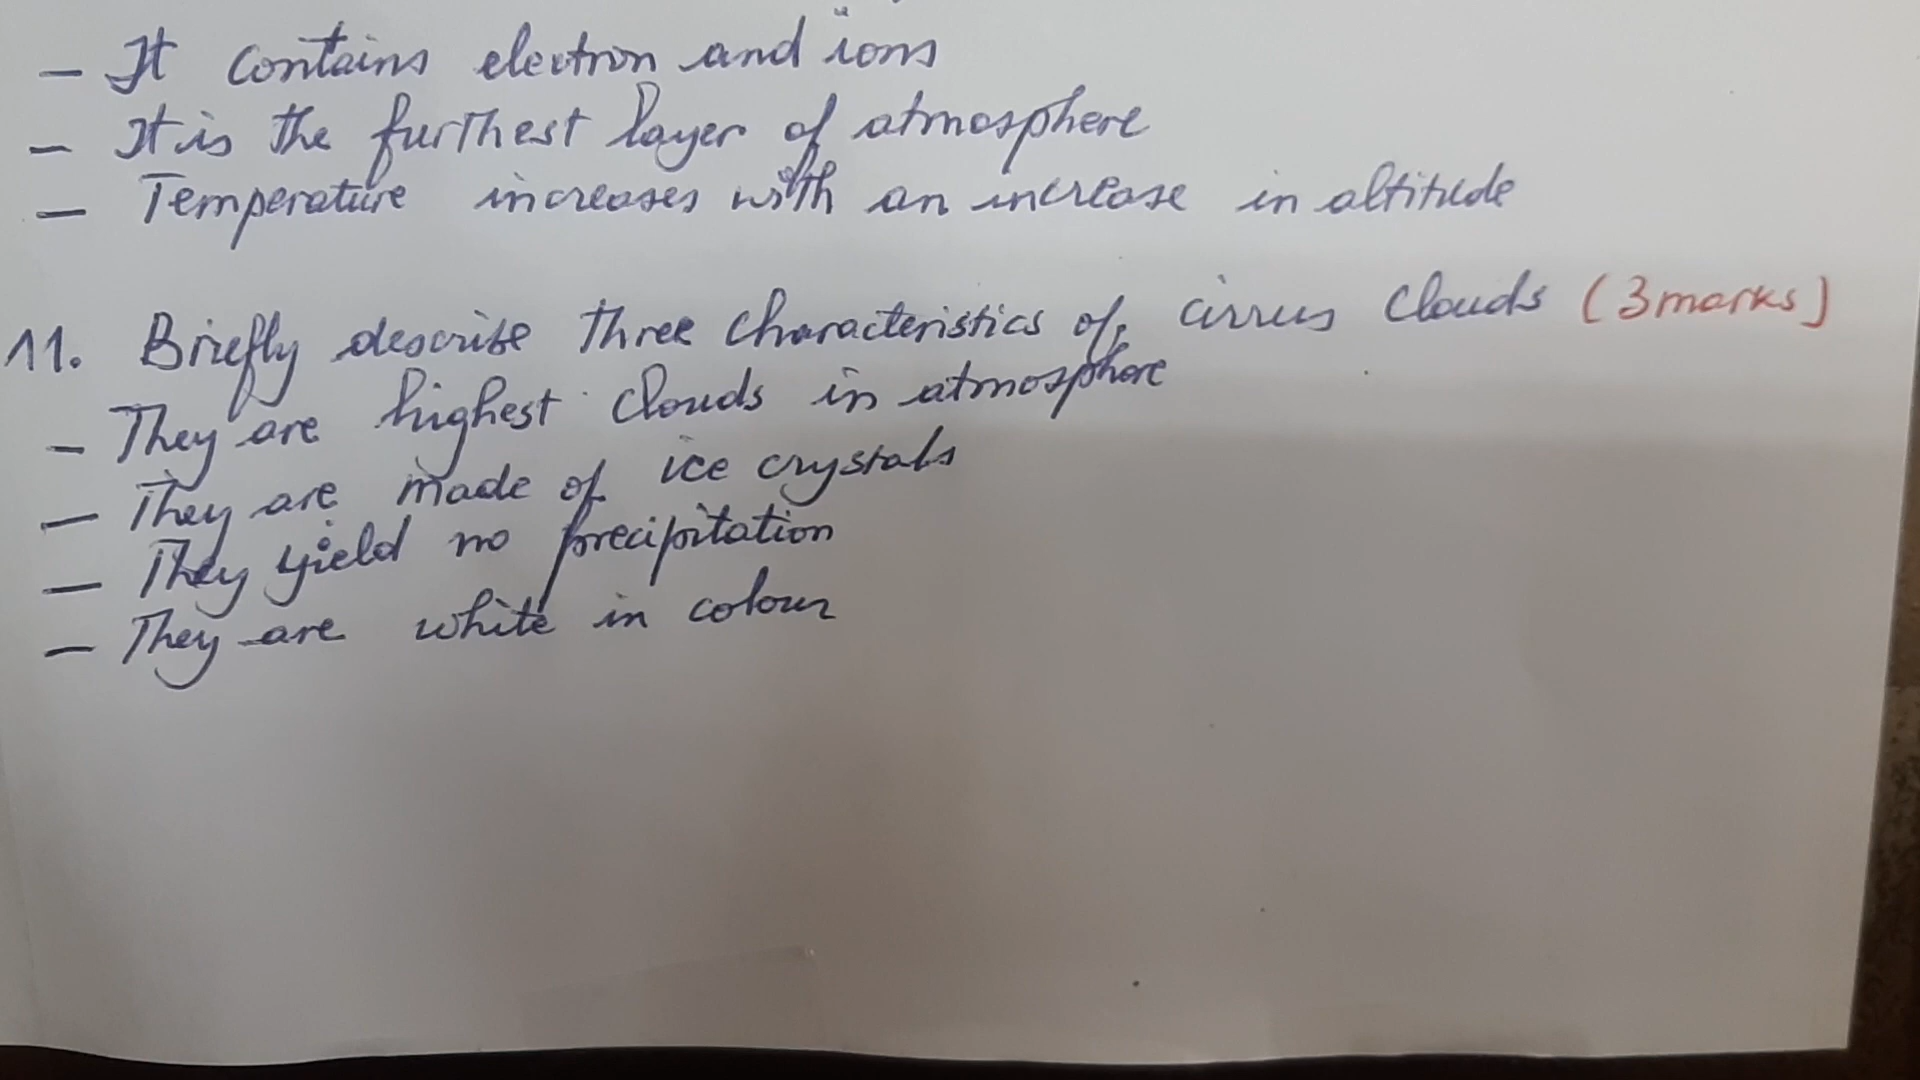 - It contains electron and ions
- It is the furthest layer of atmosphere
- Temperature increases with an increase in altitude
11. Briefly describe three characteristics of cirrus clouds (3marks)
- They are highest clouds in atmosphere
- They are made of ice crystals
- They yield no precipitation
- They are white in colour